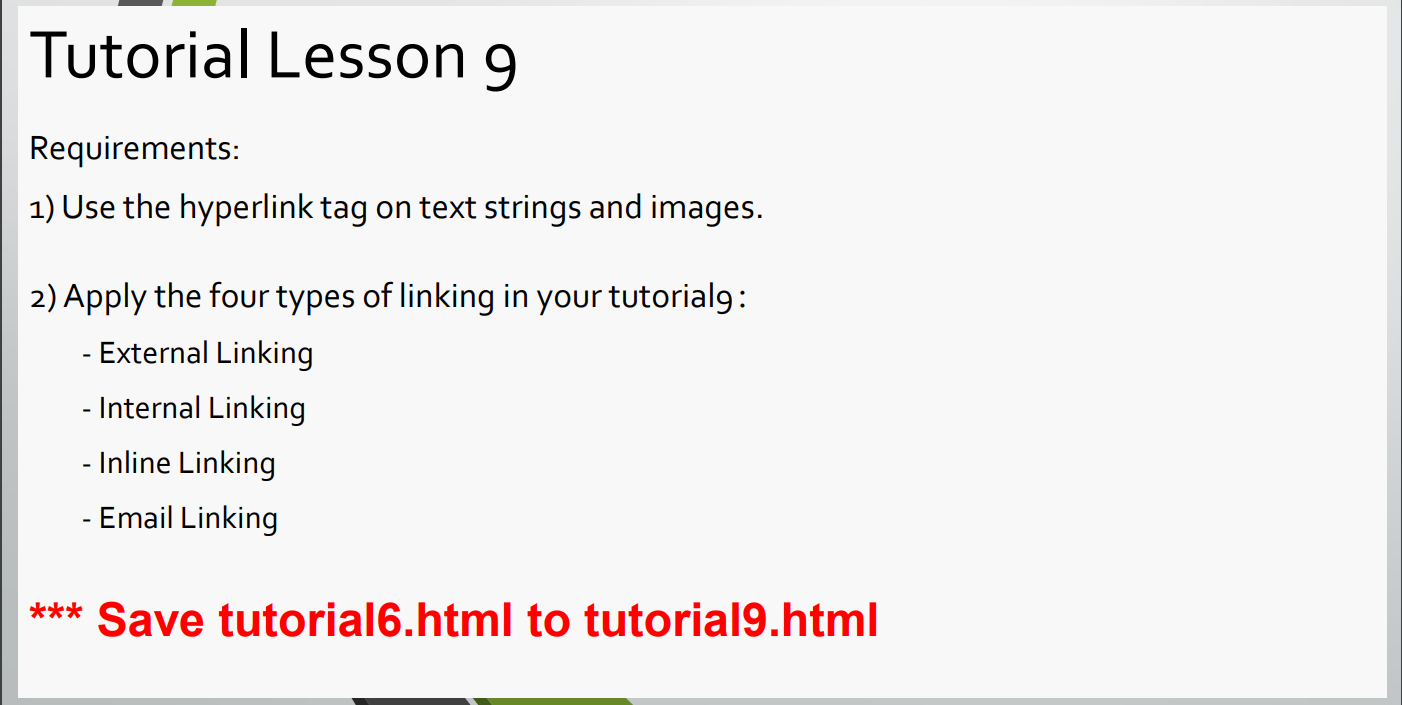 Tutorial Lesson 9
Requirements:
1) Use the hyperlink tag on text strings and images.
2) Apply the four types of linking in your tutorial9 :
- External Linking
- Internal Linking
- Inline Linking
- Email Linking
*** Save tutorial6.html to tutorial9.html